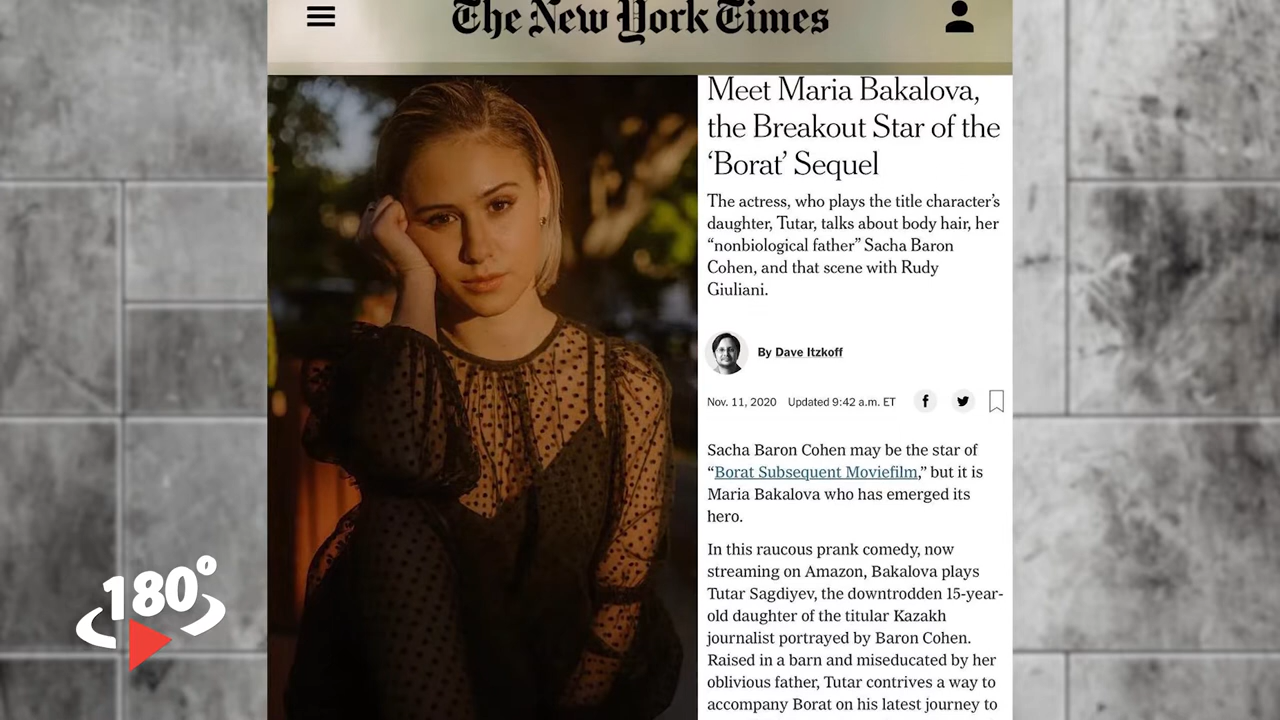 The New York Times
Meet Maria Bakalova,
the Breakout Star of the
‘Borat’ Sequel
The actress, who plays the title character’s
daughter, Tutar, talks about body hair, her
“nonbiological father” Sacha Baron
Cohen, and that scene with Rudy
Giuliani.
By Dave Itzkoff
Nov. 11, 2020 Updated 9:42 a.m. ET
Sacha Baron Cohen may be the star of
“Borat Subsequent Moviefilm,” but it is
Maria Bakalova who has emerged its
hero.
In this raucous prank comedy, now
streaming on Amazon, Bakalova plays
Tutar Sagdiyev, the downtrodden 15-year-
old daughter of the titular Kazakh
journalist portrayed by Baron Cohen.
Raised in a barn and miseducated by her
oblivious father, Tutar contrives a way to
accompany Borat on his latest journey to
180°